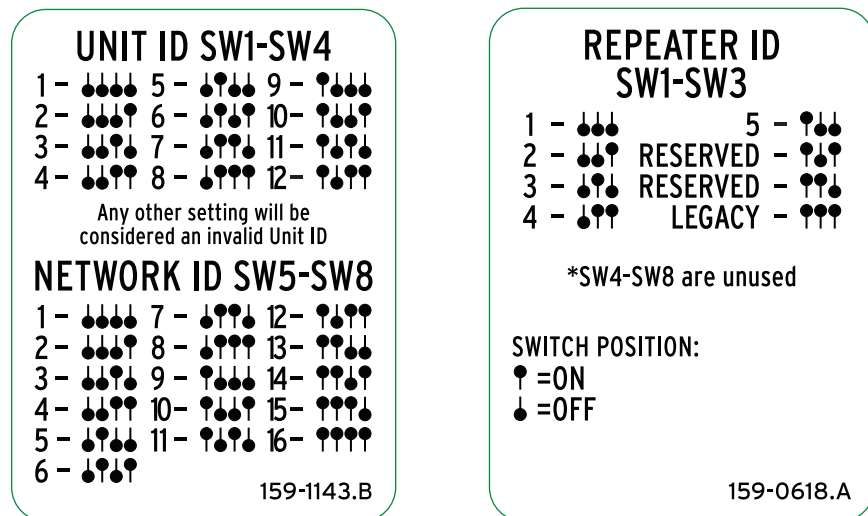 UNIT ID SW1-SW4
1 - 5 - 9 -
2 - 6 - 10-
3 - 7 - 11 -
4 - 8 - 12-
Any other setting will be
considered an invalid Unit ID
NETWORK ID SW5-SW8
1 - 7 - 12-
2 - 8 - 13-
3 - 9 - 14-
4 - 10- 15-
5 - 11 - 16-
6 -
159-1143.B
REPEATER ID
SW1-SW3
1 - 5 -
2 - RESERVED -
3 - RESERVED -
4 - LEGACY -
*SW4-SW8 are unused
SWITCH POSITION:
=ON
=OFF
159-0618.A